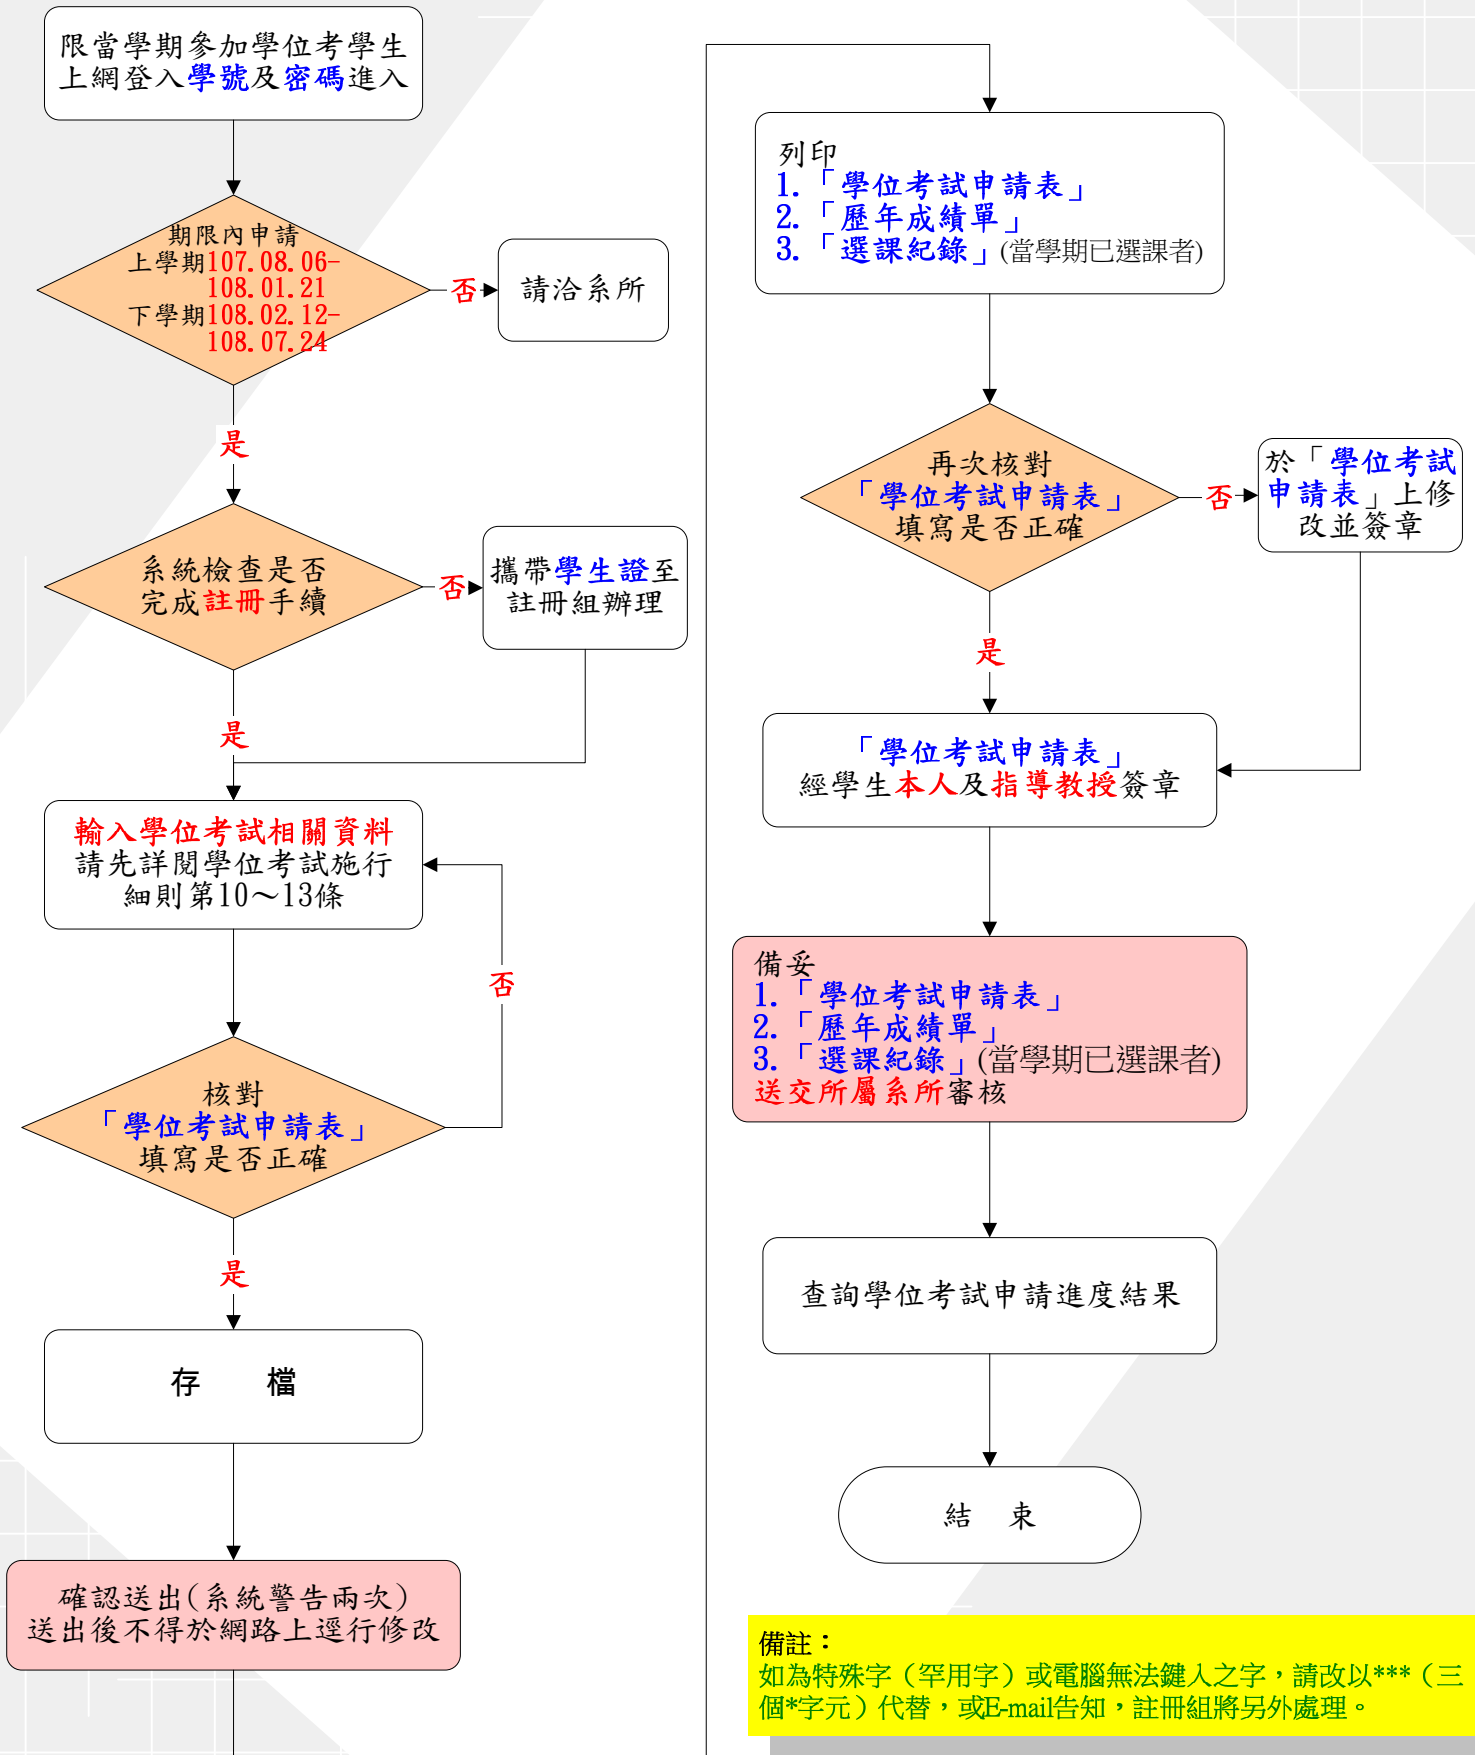 限當學期參加學位考學生
上網登入學號及密碼進入
期限內申請
上學期107.08.06-
108.01.21
下學期108.02.12-
108.07.24
否
請洽系所
是
系統檢查是否
完成註冊手續
否
攜帶學生證至
註冊組辦理
是
輸入學位考試相關資料
請先詳閱學位考試施行
細則第10～13條
否
核對
「學位考試申請表」
填寫是否正確
是
存　檔
確認送出(系統警告兩次)
送出後不得於網路上逕行修改
列印
1.「學位考試申請表」
2.「歷年成績單」
3.「選課紀錄」(當學期已選課者)
再次核對
「學位考試申請表」
填寫是否正確
否
於「學位考試
申請表」上修
改並簽章
是
「學位考試申請表」
經學生本人及指導教授簽章
備妥
1.「學位考試申請表」
2.「歷年成績單」
3.「選課紀錄」(當學期已選課者)
送交所屬系所審核
查詢學位考試申請進度結果
結　束
備註：
如為特殊字（罕用字）或電腦無法鍵入之字，請改以***（三
個*字元）代替，或E-mail告知，註冊組將另外處理。